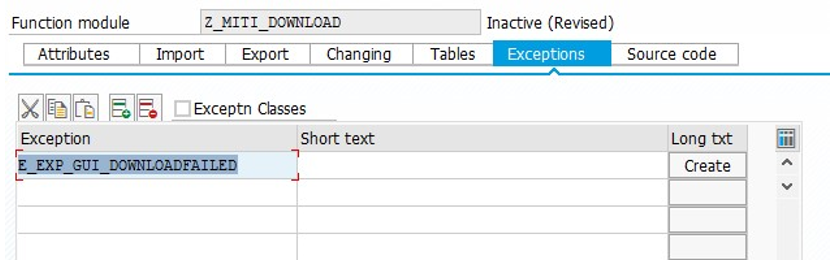 Function module Z_MITI_DOWNLOAD Inactive (Revised)
Attributes Import Export Changing Tables Exceptions Source code
Exceptn Classes
Exception Short text Long txt
E_EXP_GUI_DOWNLOADFAILED Create